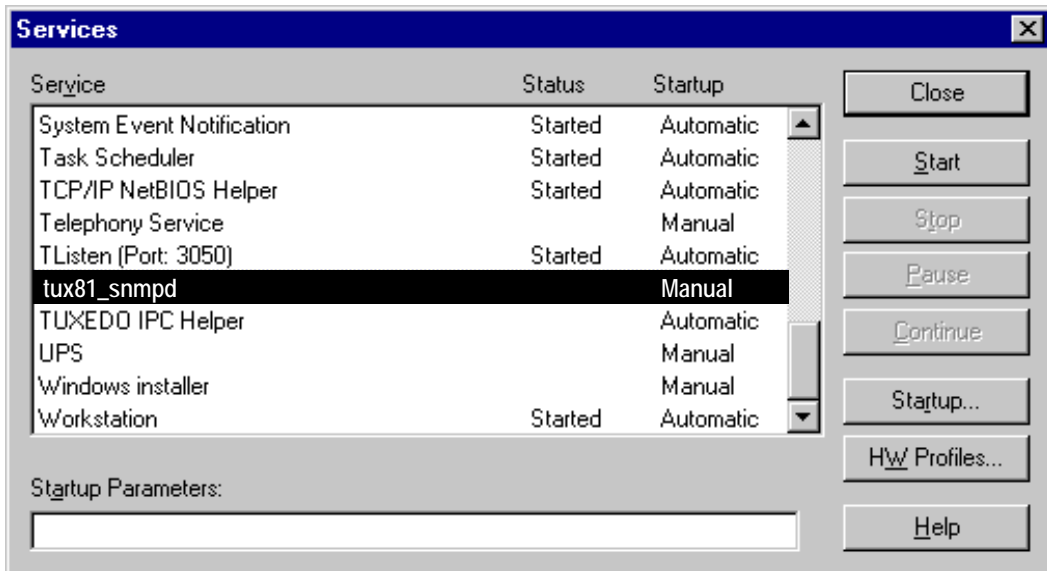 Services
Service Status Startup
System Event Notification Started Automatic
Task Scheduler Started Automatic
TCP/IP NetBIOS Helper Started Automatic
Telephony Service Manual
TListen (Port: 3050) Started Automatic
tux81_snmpd Manual
TUXEDO IPC Helper Automatic
UPS Manual
Windows installer Manual
Workstation Started Automatic
Startup Parameters:
Close
Start
Stop
Pause
Continue
Startup...
HW Profiles...
Help